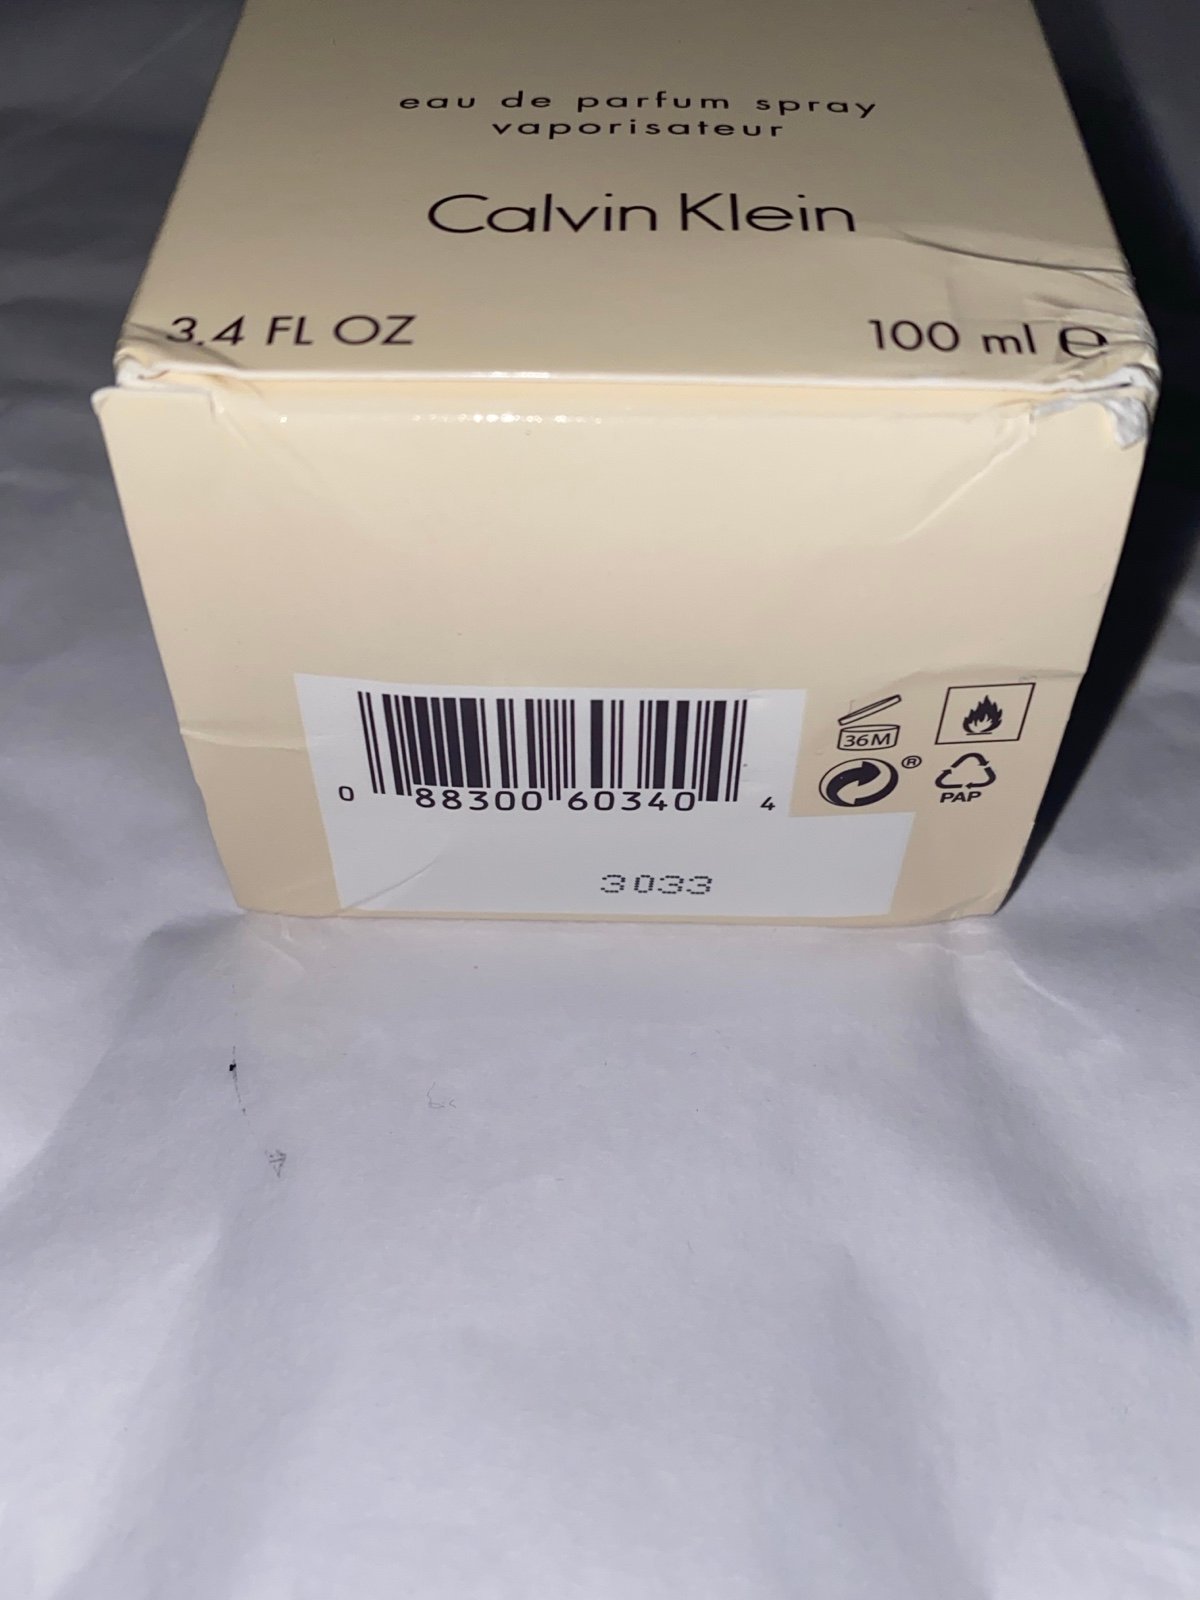 eau de parfum spray
vaporisateur
Calvin Klein
3.4 FL OZ
100 ml ℮
36M
®
PAP
0 88300 60340 4
3033